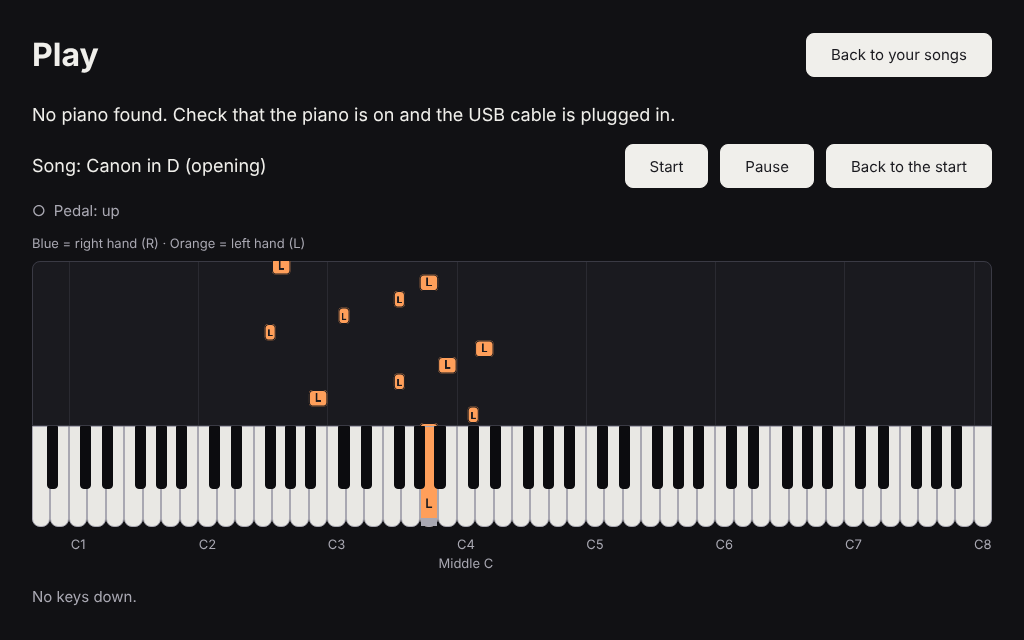 Play
Back to your songs
No piano found. Check that the piano is on and the USB cable is plugged in.
Song: Canon in D (opening)
Start
Pause
Back to the start
Pedal: up
Blue = right hand (R) · Orange = left hand (L)
L
L
L
L
L
L
L
L
L
L
L
C1 C2 C3 C4 C5 C6 C7 C8
Middle C
No keys down.